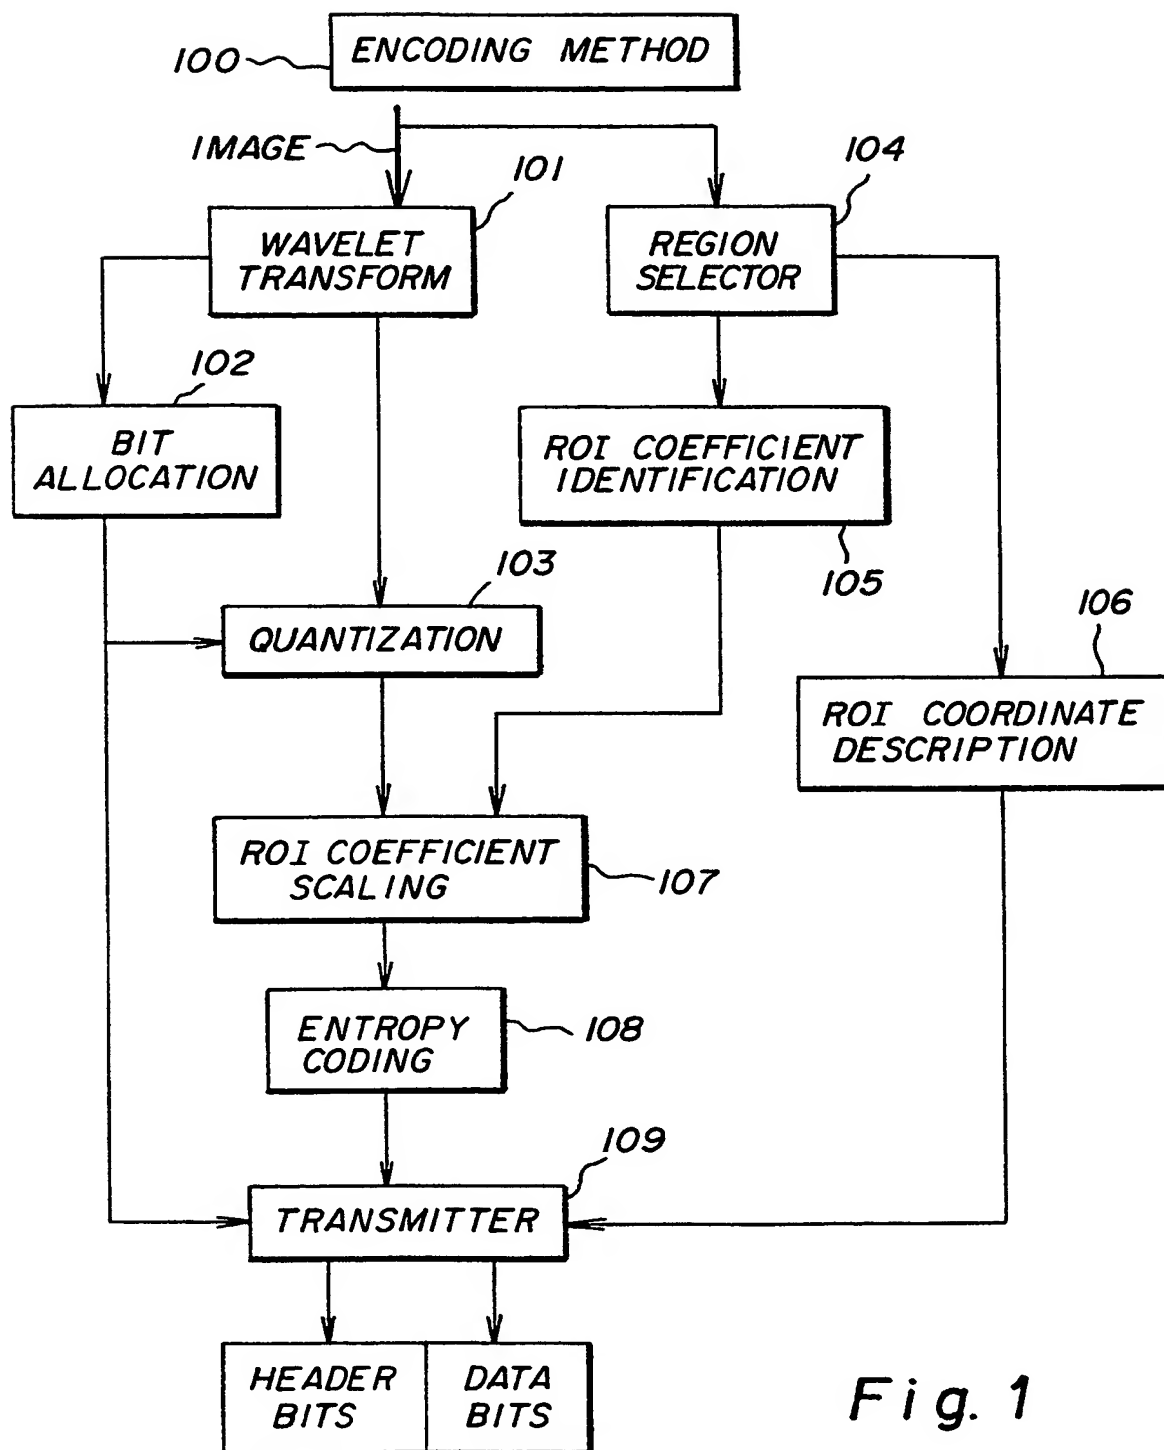 100
ENCODING METHOD
IMAGE
101
104
WAVELET
TRANSFORM
REGION
SELECTOR
102
BIT
ALLOCATION
ROI COEFFICIENT
IDENTIFICATION
105
103
QUANTIZATION
106
ROI COORDINATE
DESCRIPTION
ROI COEFFICIENT
SCALING
107
ENTROPY
CODING
108
109
TRANSMITTER
HEADER
BITS
DATA
BITS
Fig. 1